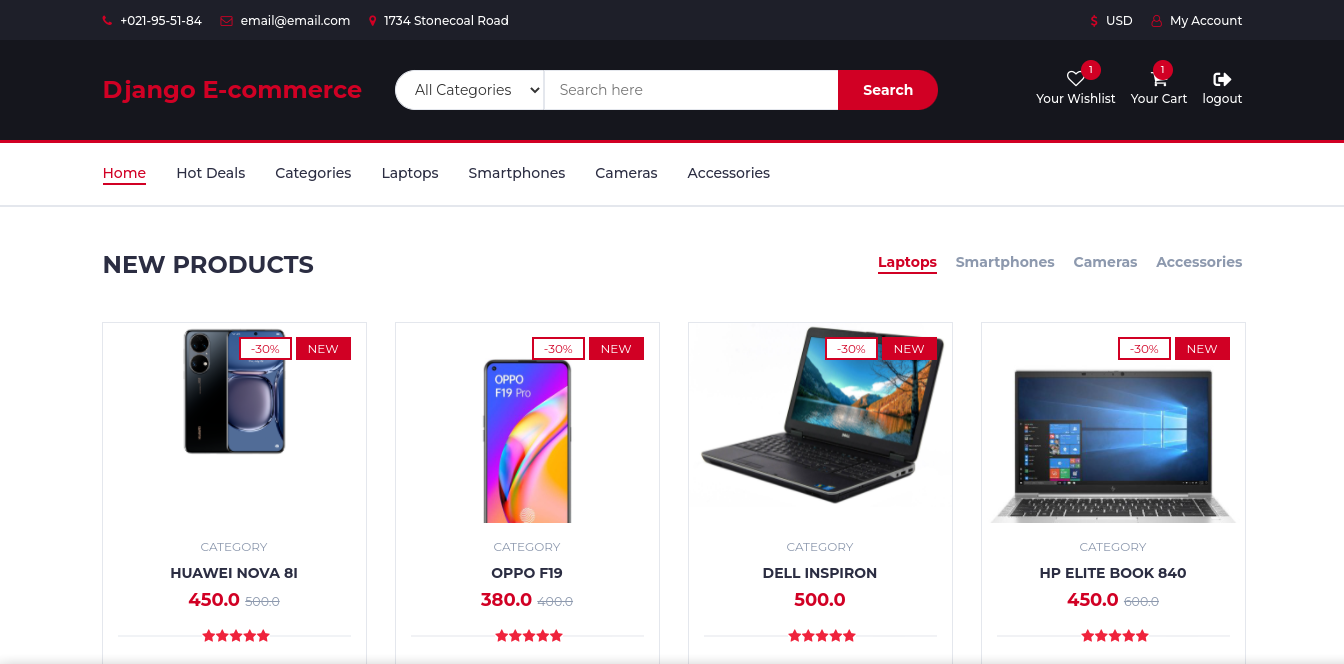 +021-95-51-84 email@email.com 1734 Stonecoal Road $ USD My Account
Django E-commerce All Categories Search here Search 1 Your Wishlist 1 Your Cart logout
Home Hot Deals Categories Laptops Smartphones Cameras Accessories
NEW PRODUCTS Laptops Smartphones Cameras Accessories
-30% NEW -30% NEW -30% NEW -30% NEW
OPPO
F19 Pro
CATEGORY CATEGORY CATEGORY CATEGORY
HUAWEI NOVA 8I OPPO F19 DELL INSPIRON HP ELITE BOOK 840
450.0 500.0 380.0 400.0 500.0 450.0 600.0